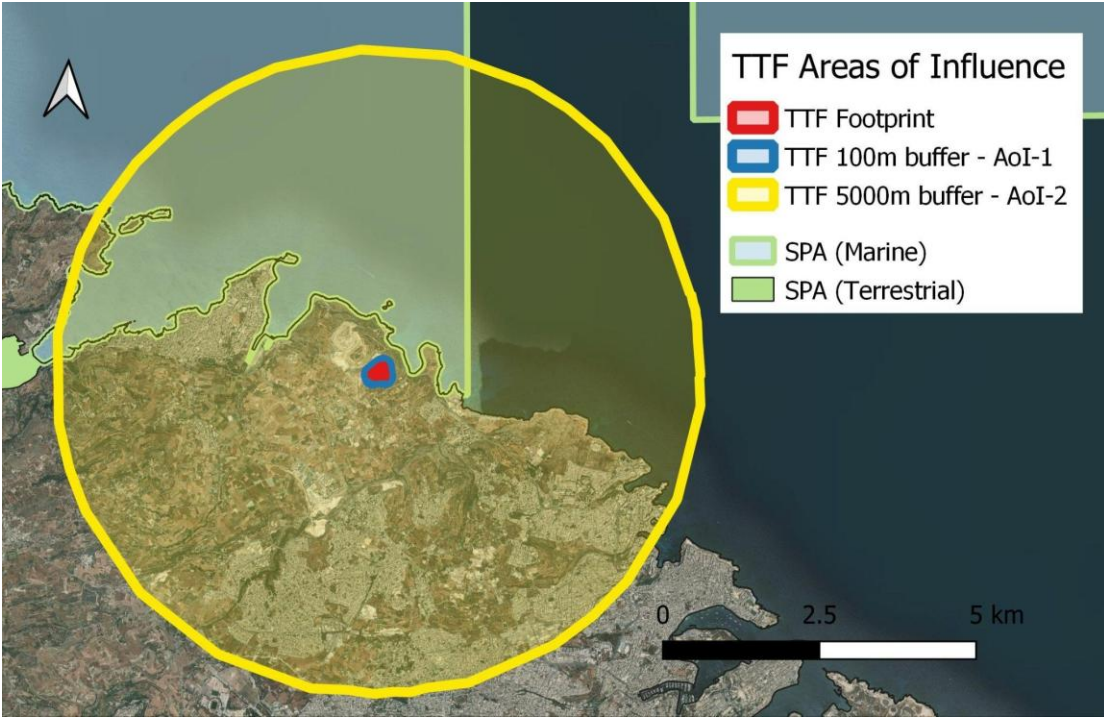 TTF Areas of Influence
TTF Footprint
TTF 100m buffer - AoI-1
TTF 5000m buffer - AoI-2
SPA (Marine)
SPA (Terrestrial)
0 2.5 5 km